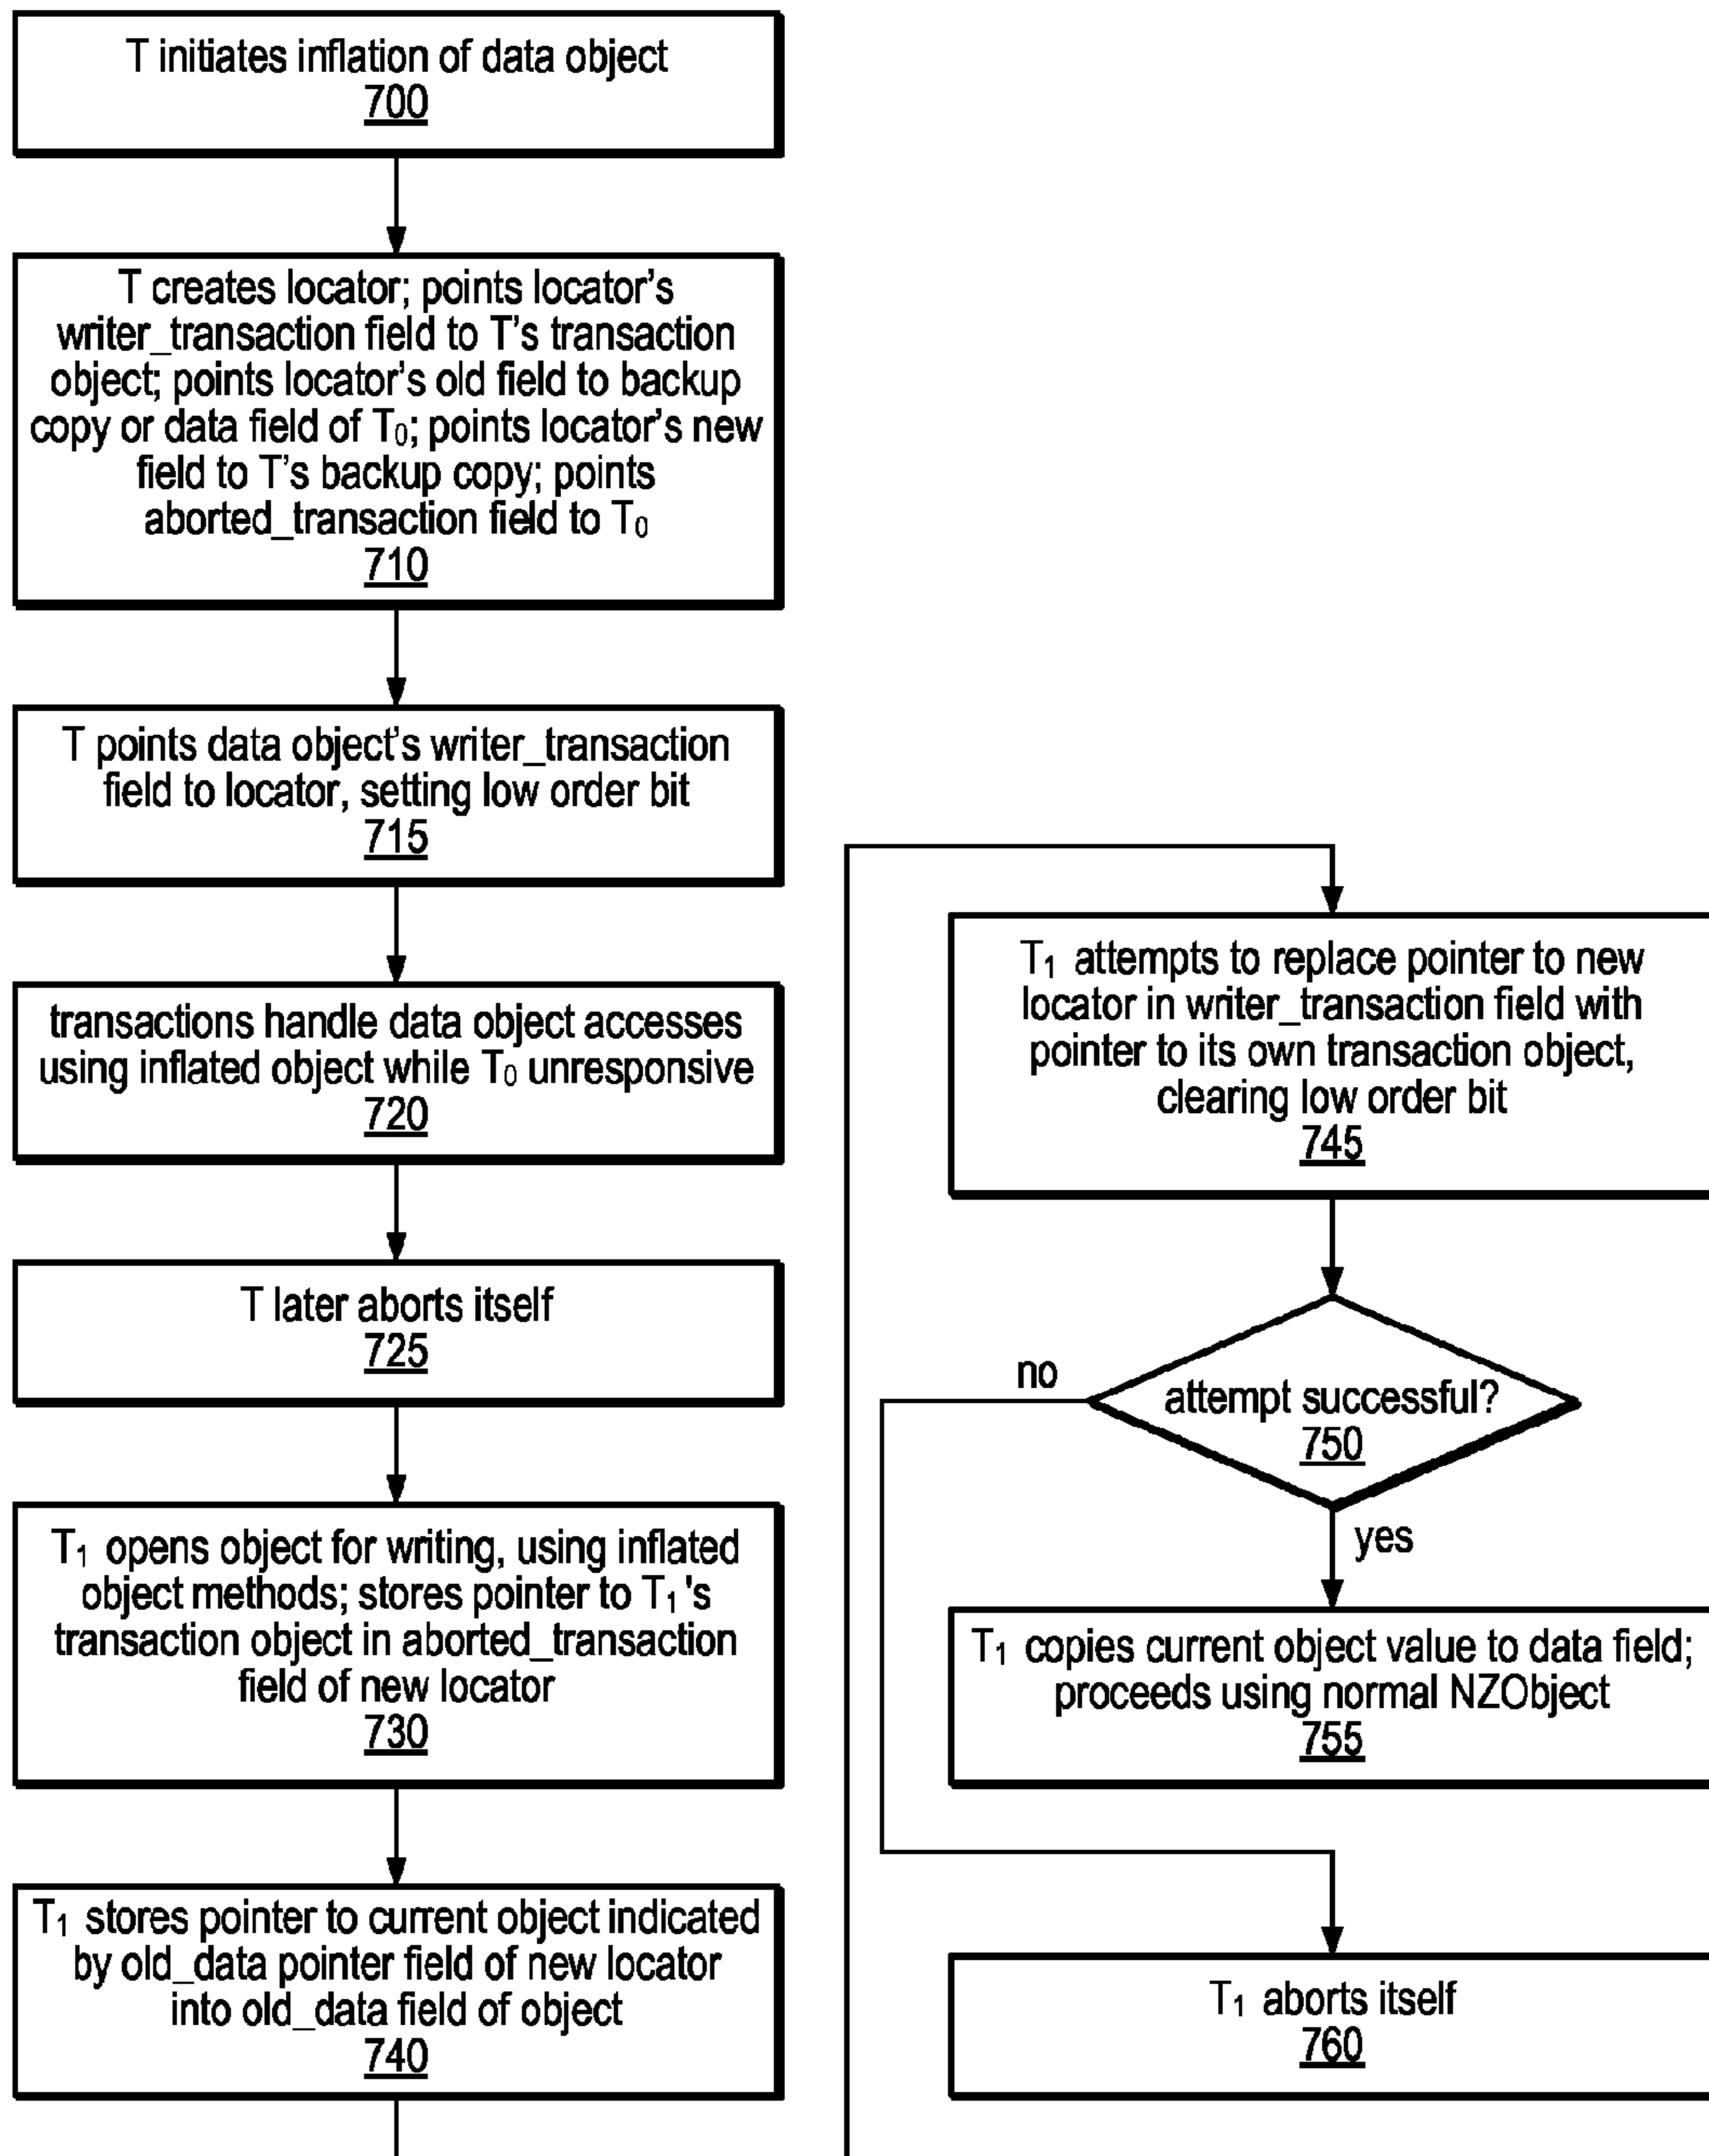 T initiates inflation of data object
700
T creates locator; points locator's
writer_transaction field to T's transaction
object; points locator's old field to backup
copy or data field of T₀; points locator's new
field to T's backup copy; points
aborted_transaction field to T₀
710
T points data object's writer_transaction
field to locator, setting low order bit
715
transactions handle data object accesses
using inflated object while T₀ unresponsive
720
T later aborts itself
725
T₁ opens object for writing, using inflated
object methods; stores pointer to T₁'s
transaction object in aborted_transaction
field of new locator
730
T₁ stores pointer to current object indicated
by old_data pointer field of new locator
into old_data field of object
740
T₁ attempts to replace pointer to new
locator in writer_transaction field with
pointer to its own transaction object,
clearing low order bit
745
no
attempt successful?
750
yes
T₁ copies current object value to data field;
proceeds using normal NZObject
755
T₁ aborts itself
760